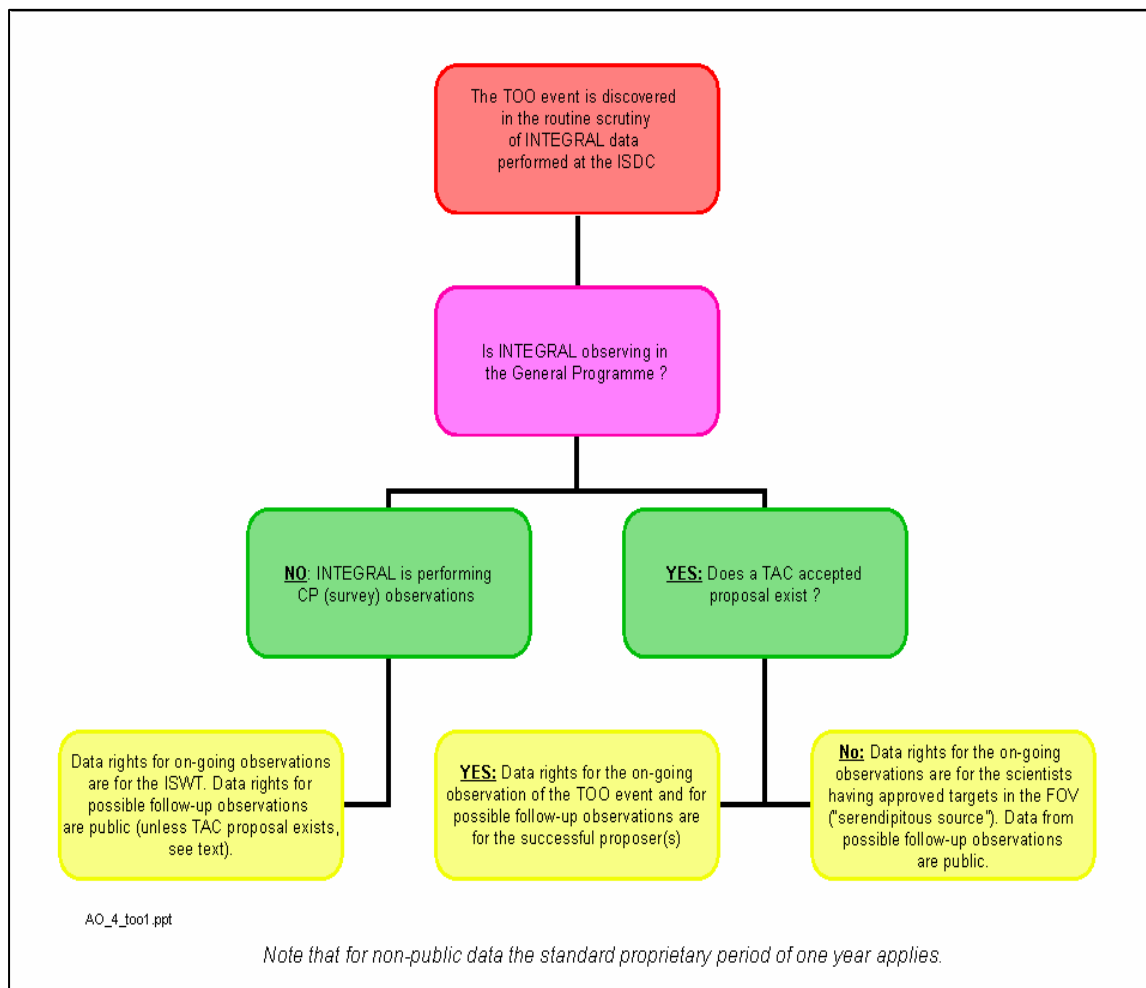 The TOO event is discovered
in the routine scrutiny
of INTEGRAL data
performed at the ISDC
Is INTEGRAL observing in
the General Programme ?
NO: INTEGRAL is performing
CP (survey) observations
YES: Does a TAC accepted
proposal exist ?
Data rights for on-going observations
are for the ISWT. Data rights for
possible follow-up observations
are public (unless TAC proposal exists,
see text).
YES: Data rights for the on-going
observation of the TOO event and for
possible follow-up observations are
for the successful proposer(s)
No: Data rights for the on-going
observations are for the scientists
having approved targets in the FOV
("serendipitous source"). Data from
possible follow-up observations
are public.
AO_4_too1.ppt
Note that for non-public data the standard proprietary period of one year applies.